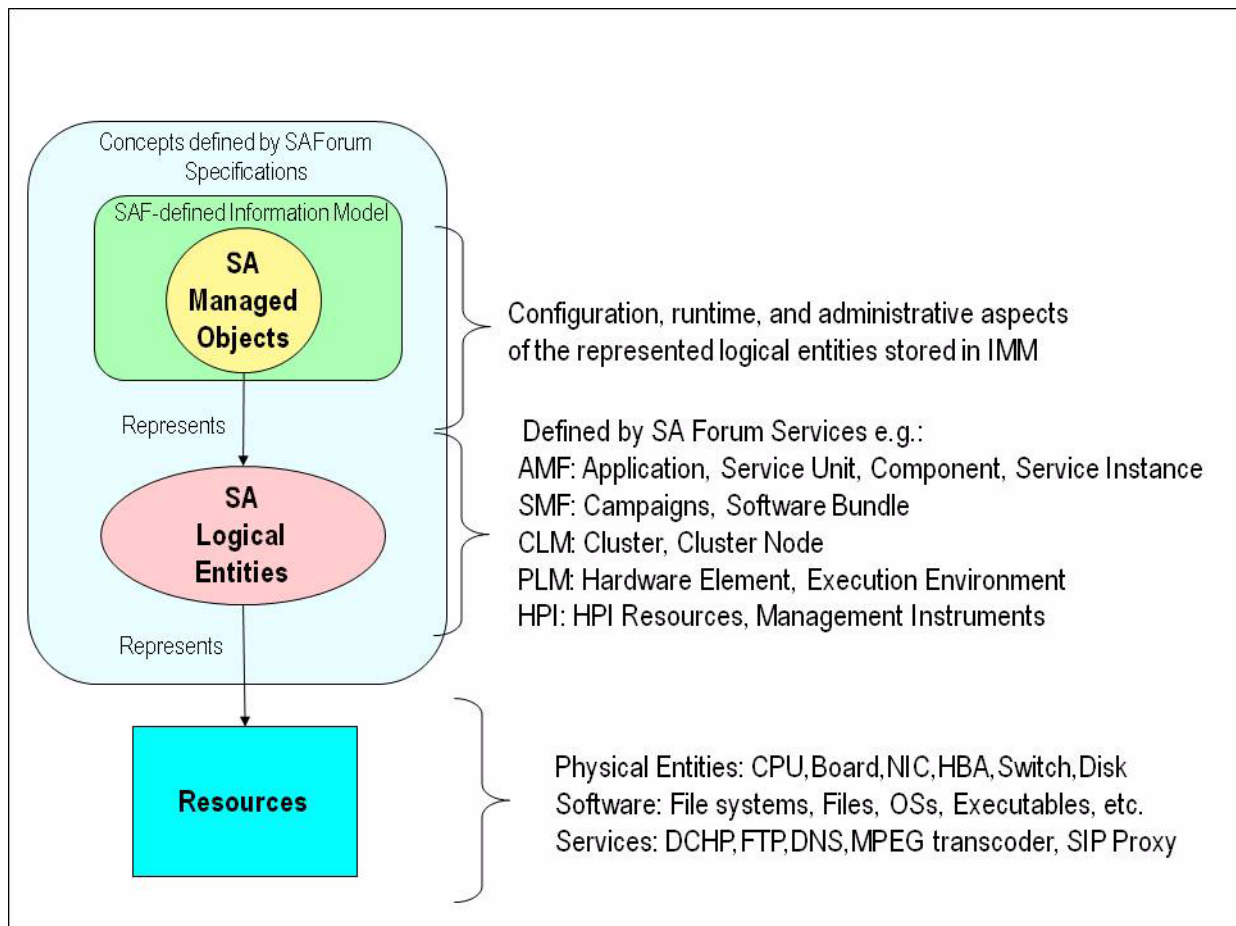 Concepts defined by SAForum
Specifications
SAF-defined Information Model
SA
Managed
Objects
Configuration, runtime, and administrative aspects
of the represented logical entities stored in IMM
Represents
SA
Logical
Entities
Defined by SA Forum Services e.g.:
AMF: Application, Service Unit, Component, Service Instance
SMF: Campaigns, Software Bundle
CLM: Cluster, Cluster Node
PLM: Hardware Element, Execution Environment
HPI: HPI Resources, Management Instruments
Represents
Resources
Physical Entities: CPU,Board,NIC,HBA,Switch,Disk
Software: File systems, Files, OSs, Executables, etc.
Services: DCHP,FTP,DNS,MPEG transcoder, SIP Proxy